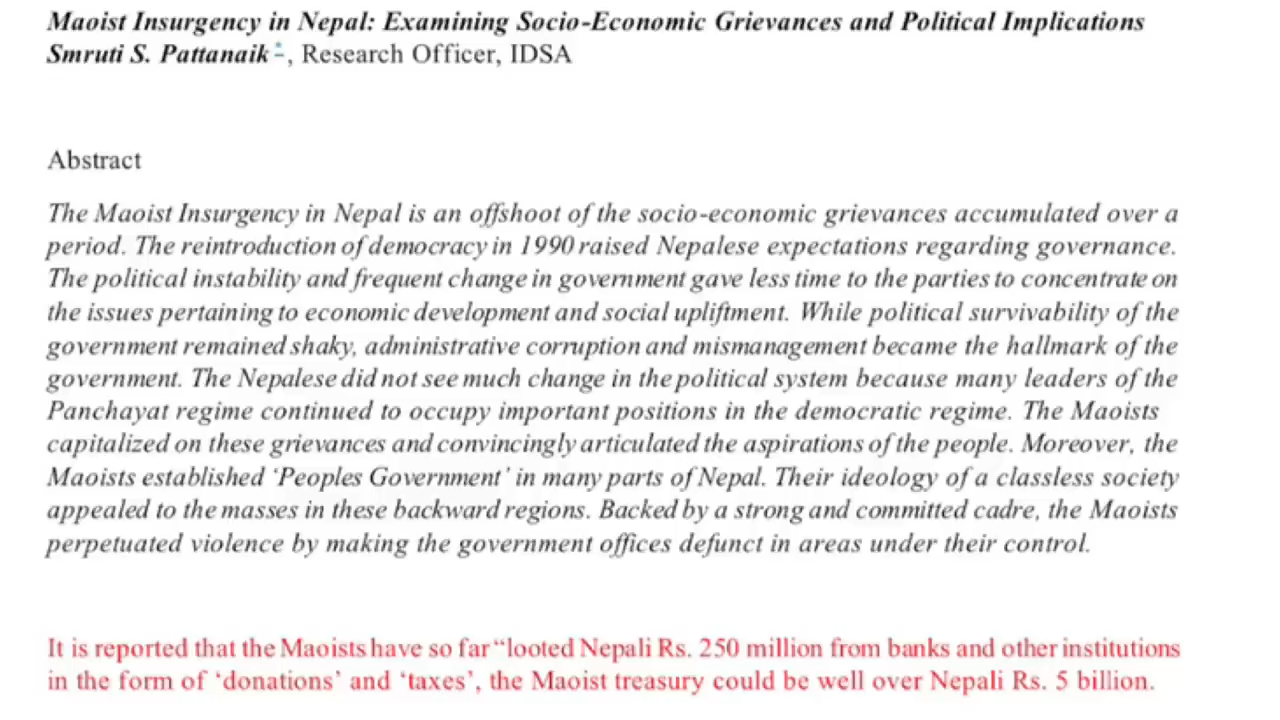 Maoist Insurgency in Nepal: Examining Socio-Economic Grievances and Political Implications
Smruti S. Pattanaik*, Research Officer, IDSA
Abstract
The Maoist Insurgency in Nepal is an offshoot of the socio-economic grievances accumulated over a
period. The reintroduction of democracy in 1990 raised Nepalese expectations regarding governance.
The political instability and frequent change in government gave less time to the parties to concentrate on
the issues pertaining to economic development and social upliftment. While political survivability of the
government remained shaky, administrative corruption and mismanagement became the hallmark of the
government. The Nepalese did not see much change in the political system because many leaders of the
Panchayat regime continued to occupy important positions in the democratic regime. The Maoists
capitalized on these grievances and convincingly articulated the aspirations of the people. Moreover, the
Maoists established ‘Peoples Government’ in many parts of Nepal. Their ideology of a classless society
appealed to the masses in these backward regions. Backed by a strong and committed cadre, the Maoists
perpetuated violence by making the government offices defunct in areas under their control.
It is reported that the Maoists have so far “looted Nepali Rs. 250 million from banks and other institutions
in the form of ‘donations’ and ‘taxes’, the Maoist treasury could be well over Nepali Rs. 5 billion.